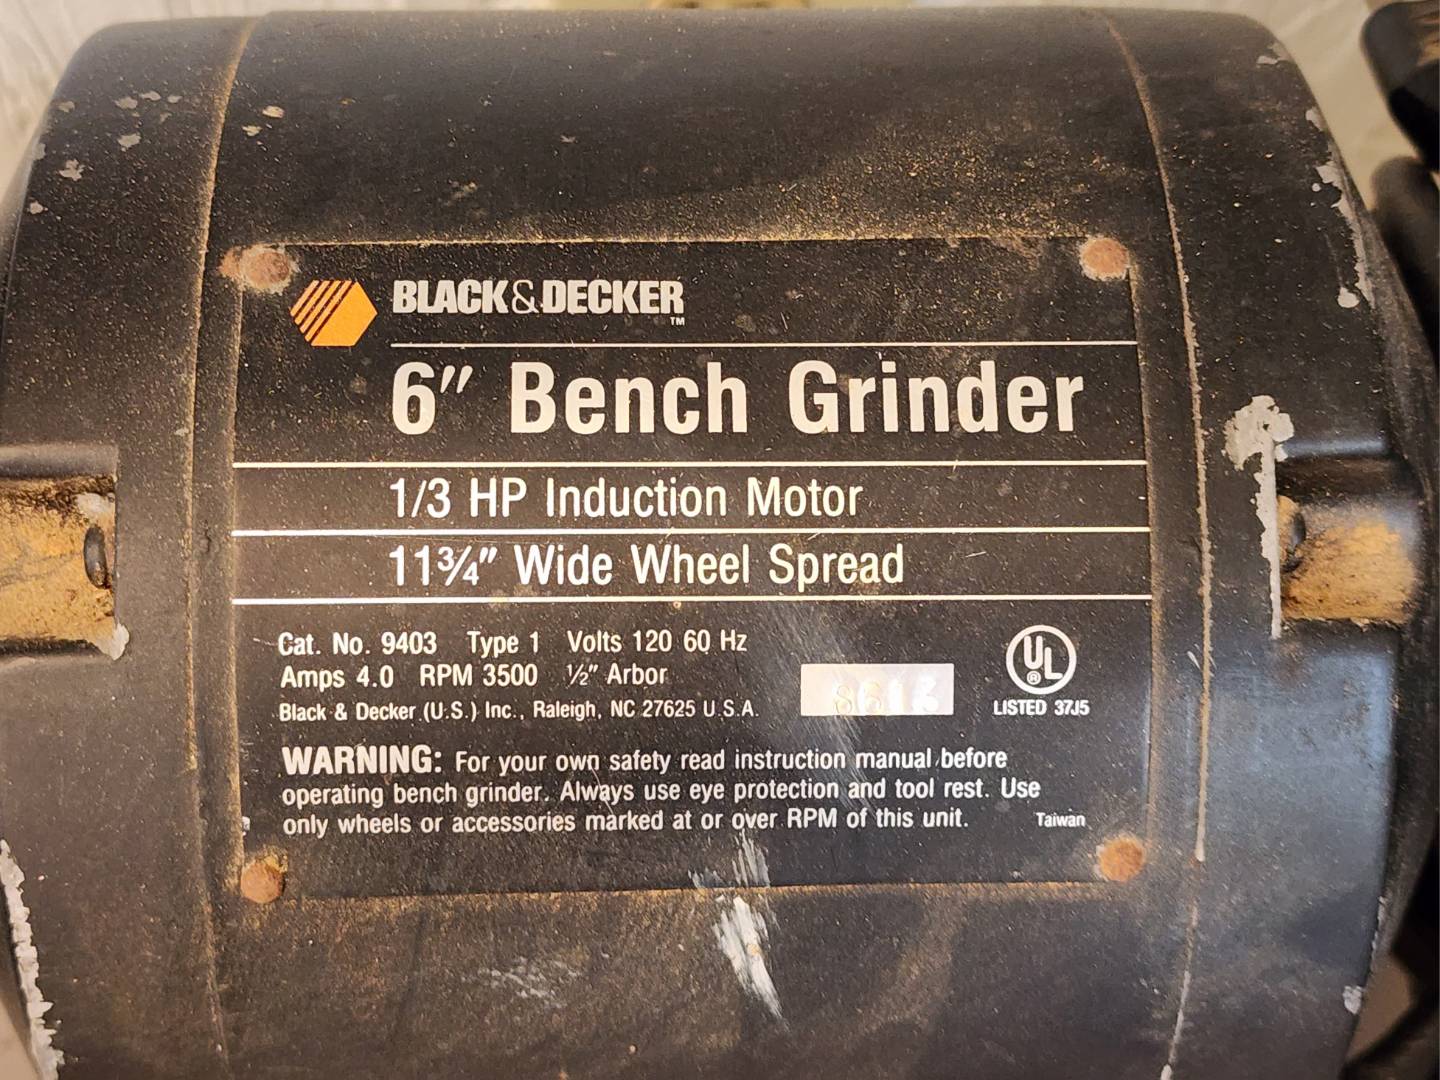 BLACK&DECKER
™
6″ Bench Grinder
1/3 HP Induction Motor
11¾″ Wide Wheel Spread
Cat. No. 9403 Type 1 Volts 120 60 Hz
Amps 4.0 RPM 3500 ½″ Arbor
Black & Decker (U.S.) Inc., Raleigh, NC 27625 U.S.A.
UL
®
LISTED 37J5
WARNING: For your own safety read instruction manual before
operating bench grinder. Always use eye protection and tool rest. Use
only wheels or accessories marked at or over RPM of this unit.
Taiwan